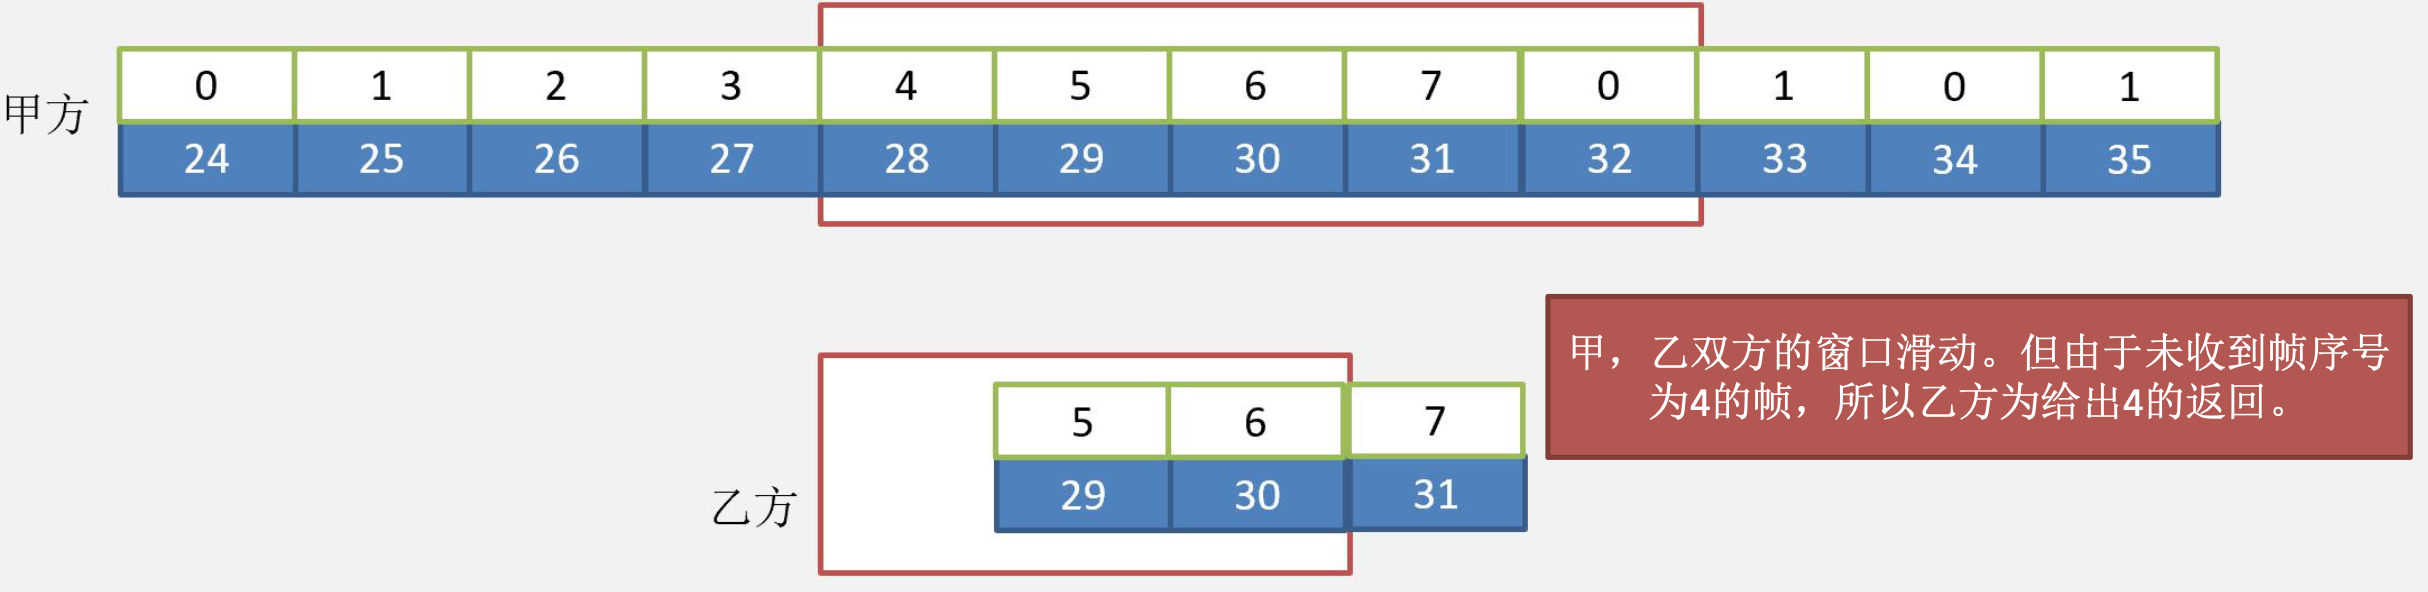 0 1 2 3 4 5 6 7 0 1 0 1
甲方
24 25 26 27 28 29 30 31 32 33 34 35
甲，乙双方的窗口滑动。但由于未收到帧序号
为4的帧，所以乙方为给出4的返回。
5 6 7
乙方
29 30 31